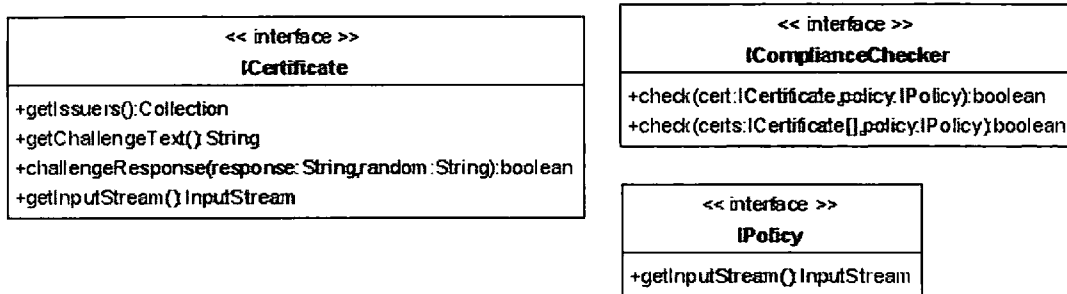 << interface >>
ICertificate
+getIssuers():Collection
+getChallengeText():String
+challengeResponse(response:String,random:String):boolean
+getInputStream():InputStream
<< interface >>
IComplianceChecker
+check(cert:ICertificate,policy:IPolicy):boolean
+check(certs:ICertificate[],policy:IPolicy):boolean
<< interface >>
IPolicy
+getInputStream():InputStream